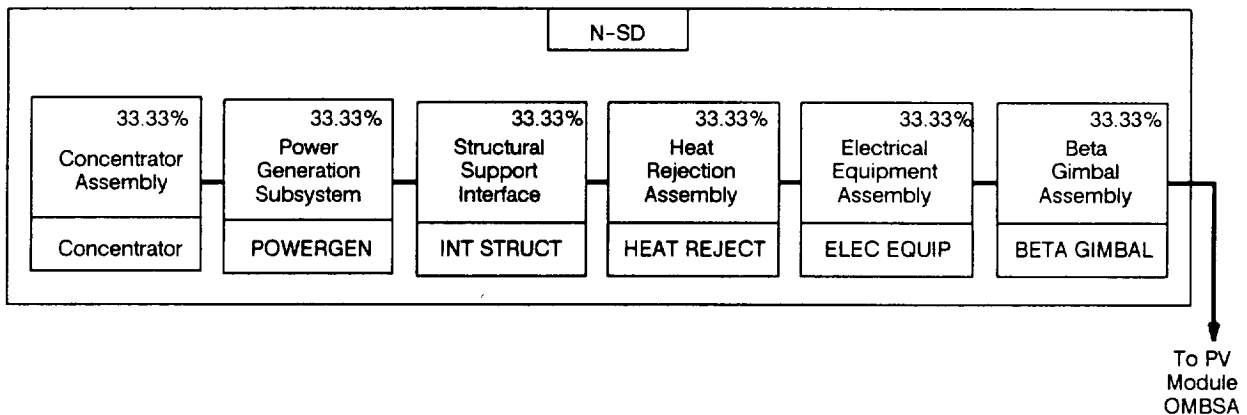 N-SD
33.33%
Concentrator
Assembly
Concentrator
33.33%
Power
Generation
Subsystem
POWERGEN
33.33%
Structural
Support
Interface
INT STRUCT
33.33%
Heat
Rejection
Assembly
HEAT REJECT
33.33%
Electrical
Equipment
Assembly
ELEC EQUIP
33.33%
Beta
Gimbal
Assembly
BETA GIMBAL
To PV
Module
OMBSA